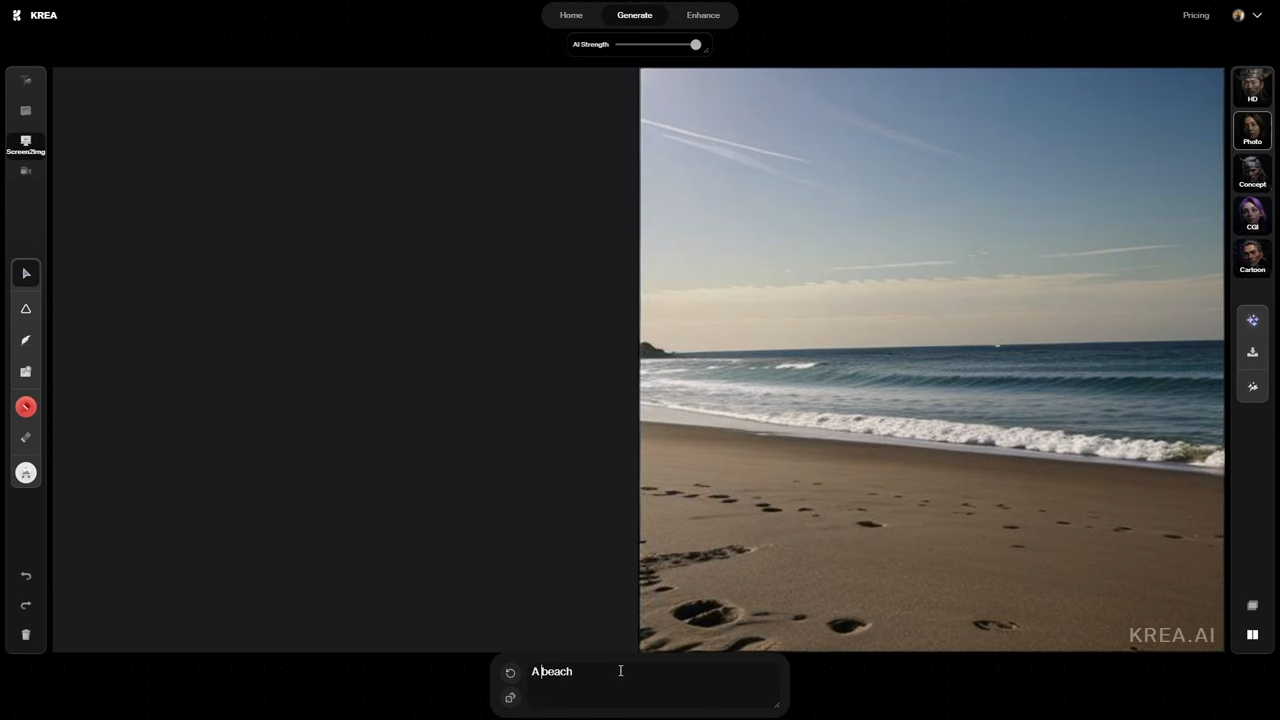 KREA
Home
Generate
Enhance
Pricing
AI Strength
Screen2Img
HD
Photo
Concept
CGI
Cartoon
KREA.AI
A beach